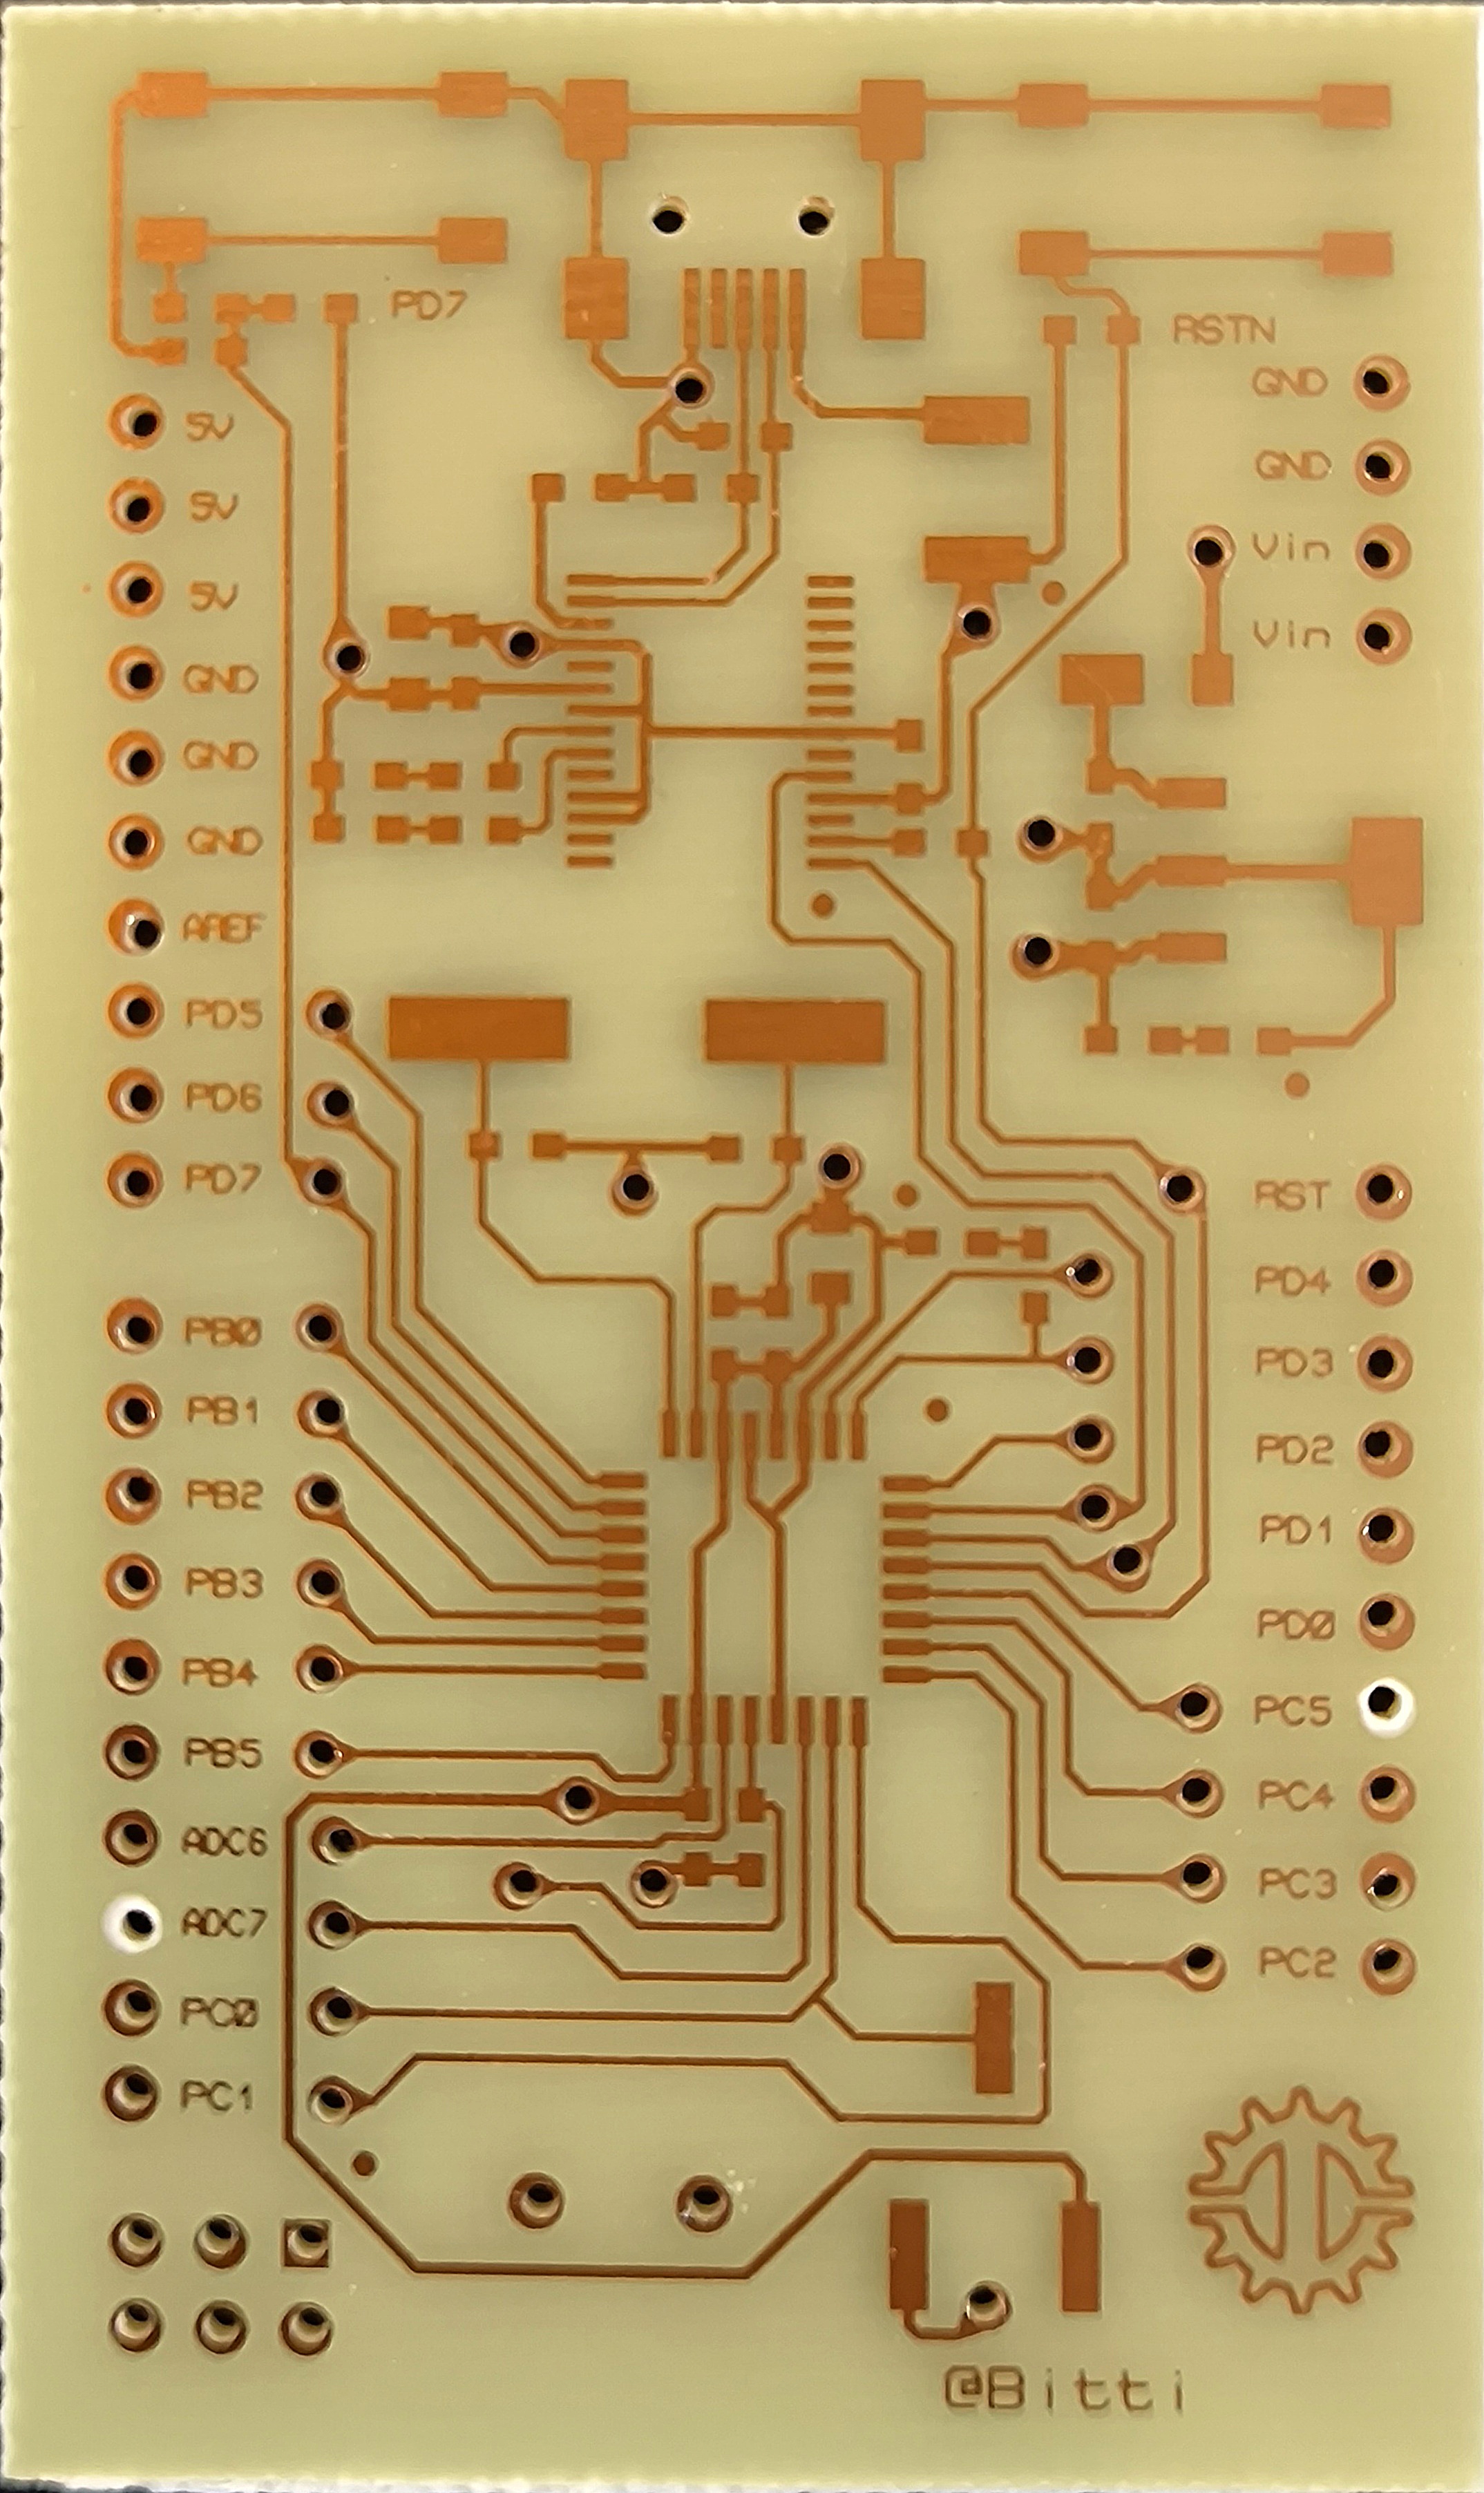 PD7
RSTN
GND
5V
GND
5V
Vin
5V
Vin
GND
GND
GND
AREF
PD5
PD6
PD7
RST
PD4
PB0
PD3
PB1
PD2
PB2
PD1
PB3
PD0
PB4
PC5
PB5
PC4
ADC6
PC3
ADC7
PC2
PC0
PC1
@Bitti